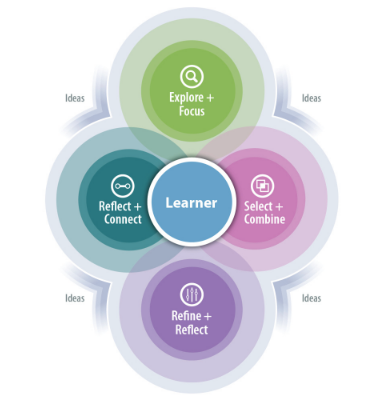 Explore +
Focus
Ideas
Ideas
Reflect +
Connect
Learner
Select +
Combine
Ideas
Ideas
Refine +
Reflect